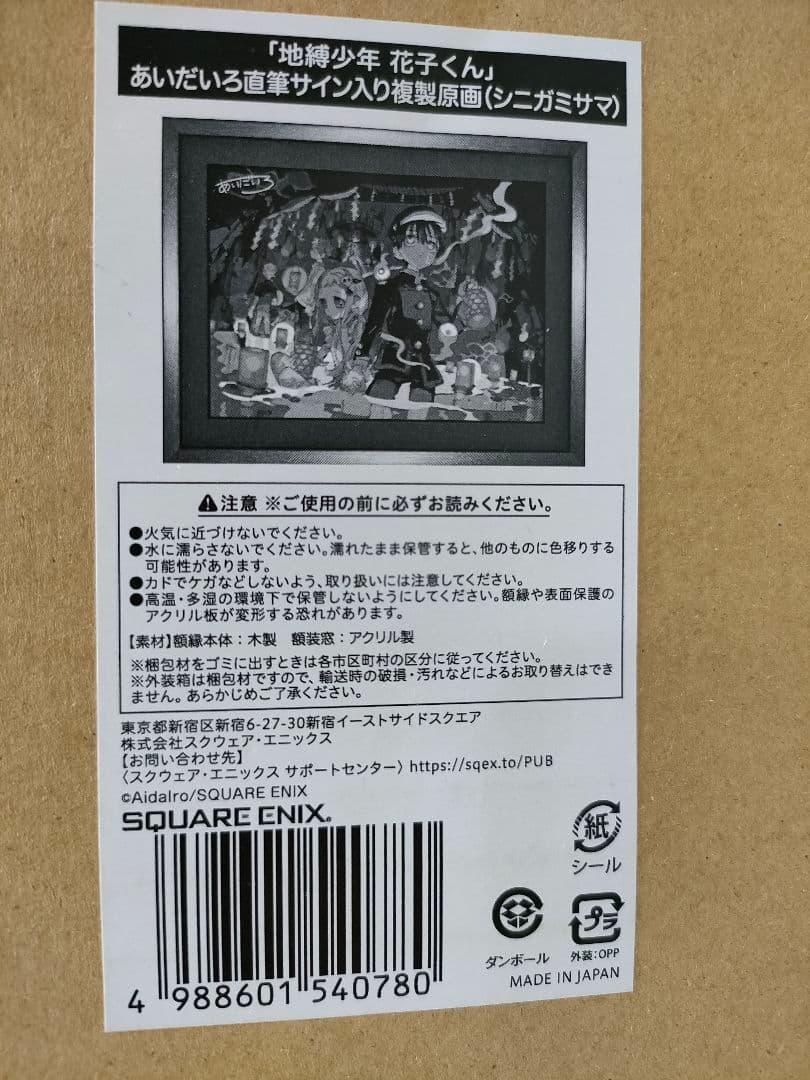 「地縛少年 花子くん」
あいだいろ直筆サイン入り複製原画(シニガミサマ)
あいだいろ
注意 ※ご使用の前に必ずお読みください。
●火気に近づけないでください。
●水に濡らさないでください。濡れたまま保管すると、他のものに色移りする
可能性があります。
●カドでケガなどしないよう、取り扱いには注意してください。
●高温・多湿の環境下で保管しないようにしてください。額縁や表面保護の
アクリル板が変形する恐れがあります。
【素材】額縁本体：木製 額装窓：アクリル製
※梱包材をゴミに出すときは各市区町村の区分に従ってください。
※外装箱は梱包材ですので、輸送時の破損・汚れなどによるお取り替えはでき
ません。あらかじめご了承ください。
東京都新宿区新宿6-27-30新宿イーストサイドスクエア
株式会社スクウェア・エニックス
【お問い合わせ先】
〈スクウェア・エニックス サポートセンター〉https://sqex.to/PUB
©AidaIro/SQUARE ENIX
SQUARE ENIX®
紙
シール
プラ
ダンボール
外装：OPP
MADE IN JAPAN
4 988601 540780